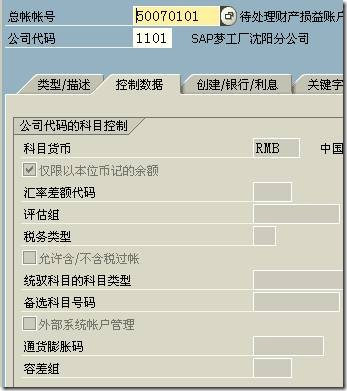 总帐帐号 50070101 待处理财产损益账户
公司代码 1101 SAP梦工厂沈阳分公司
类型/描述 控制数据 创建/银行/利息 关键字
公司代码的科目控制
科目货币 RMB 中国
仅限以本位币记的余额
汇率差额代码
评估组
税务类型
允许含/不含税过帐
统驭科目的科目类型
备选科目号码
外部系统帐户管理
通货膨胀码
容差组